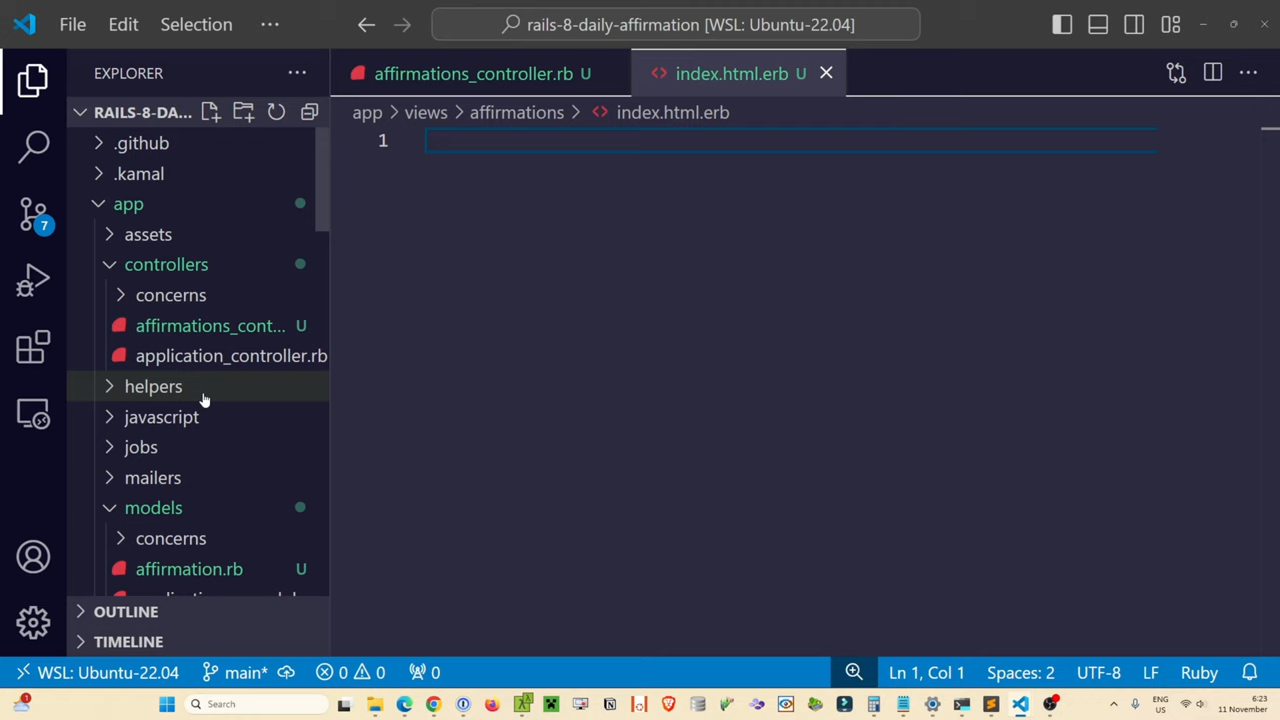 File Edit Selection ··· rails-8-daily-affirmation [WSL: Ubuntu-22.04]
EXPLORER ···
affirmations_controller.rb U
index.html.erb U
RAILS-8-DA...
app > views > affirmations > index.html.erb
1
.github
.kamal
app
assets
controllers
concerns
affirmations_cont... U
application_controller.rb
helpers
javascript
jobs
mailers
models
concerns
affirmation.rb U
OUTLINE
TIMELINE
7
WSL: Ubuntu-22.04 main* 0 0 0 Ln 1, Col 1 Spaces: 2 UTF-8 LF Ruby
1 Search
ENG
US
6:23
11 November